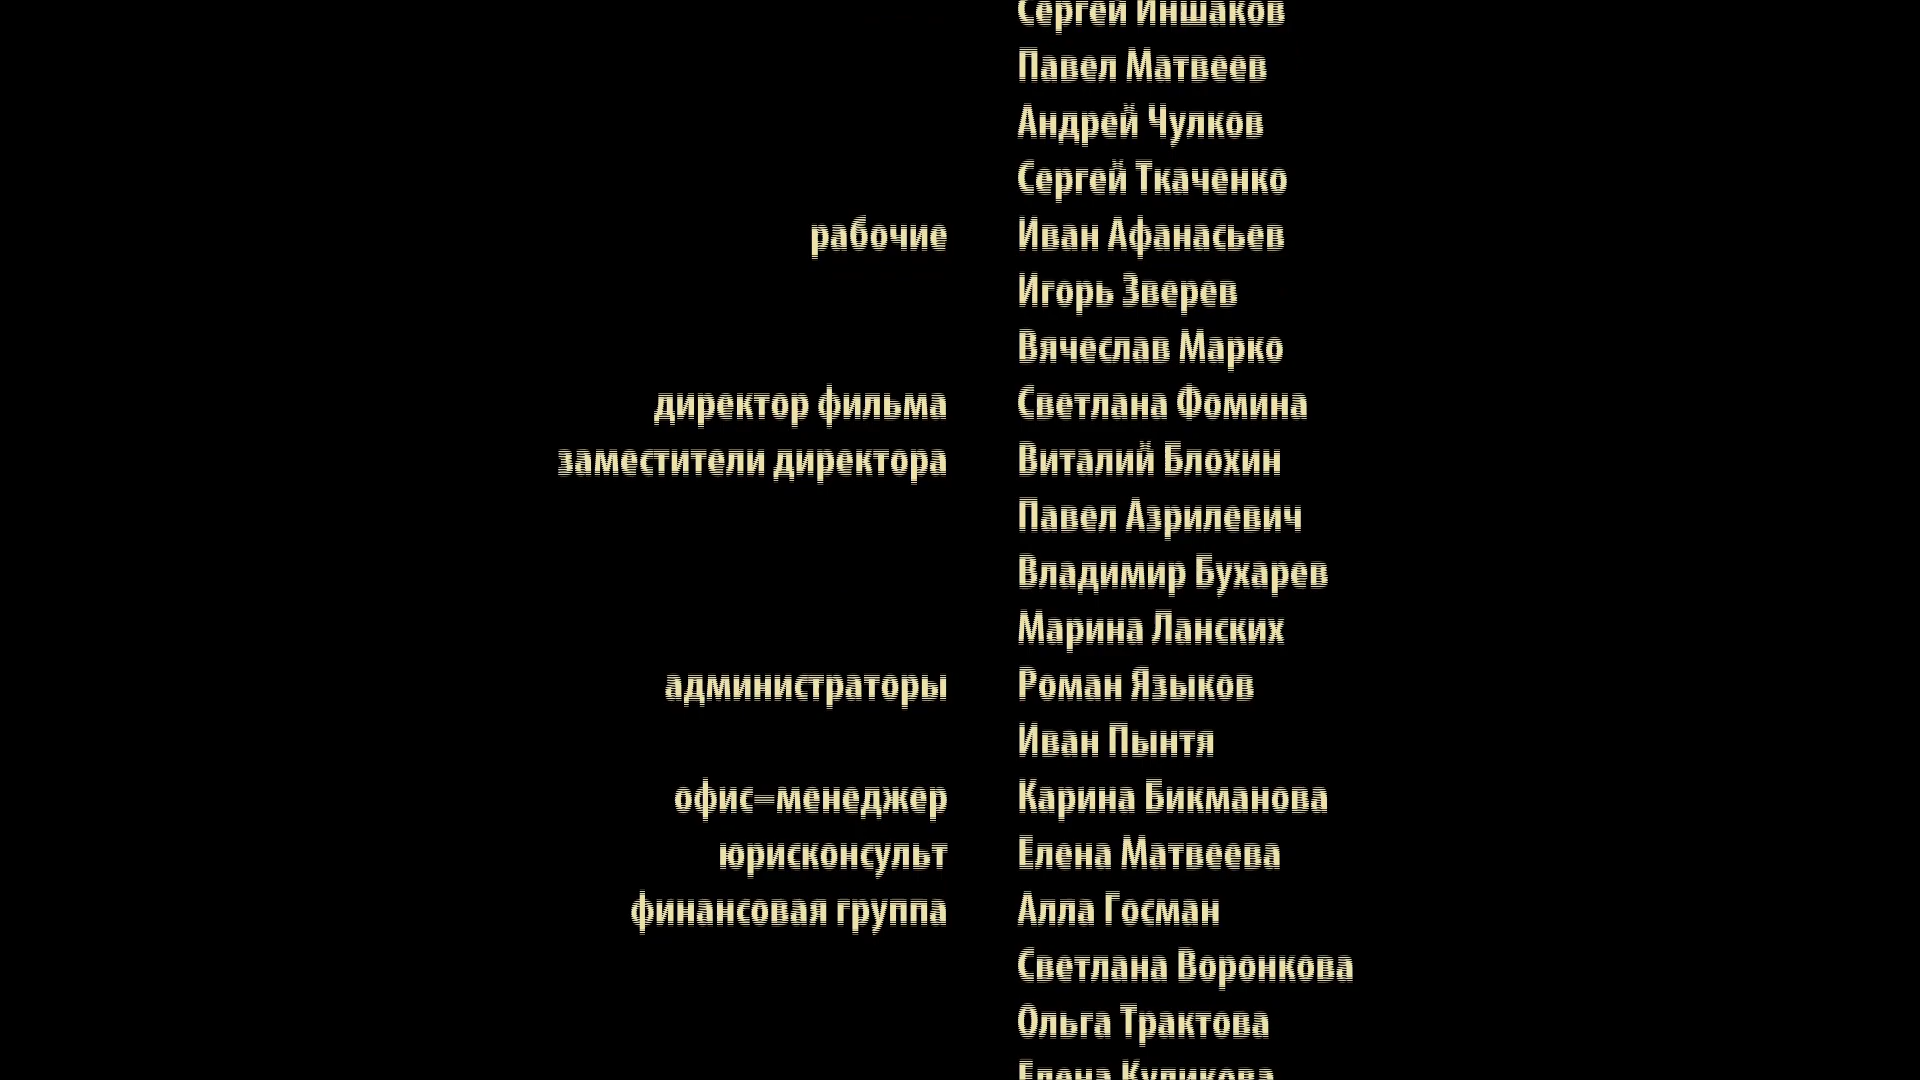 Сергей Иншаков
Павел Матвеев
Андрей Чулков
Сергей Ткаченко
рабочие Иван Афанасьев
Игорь Зверев
Вячеслав Марко
директор фильма Светлана Фомина
заместители директора Виталий Блохин
Павел Азрилевич
Владимир Бухарев
Марина Ланских
администраторы Роман Языков
Иван Пынтя
офис-менеджер Карина Бикманова
юрисконсульт Елена Матвеева
финансовая группа Алла Госман
Светлана Воронкова
Ольга Трактова
Елена Куликова